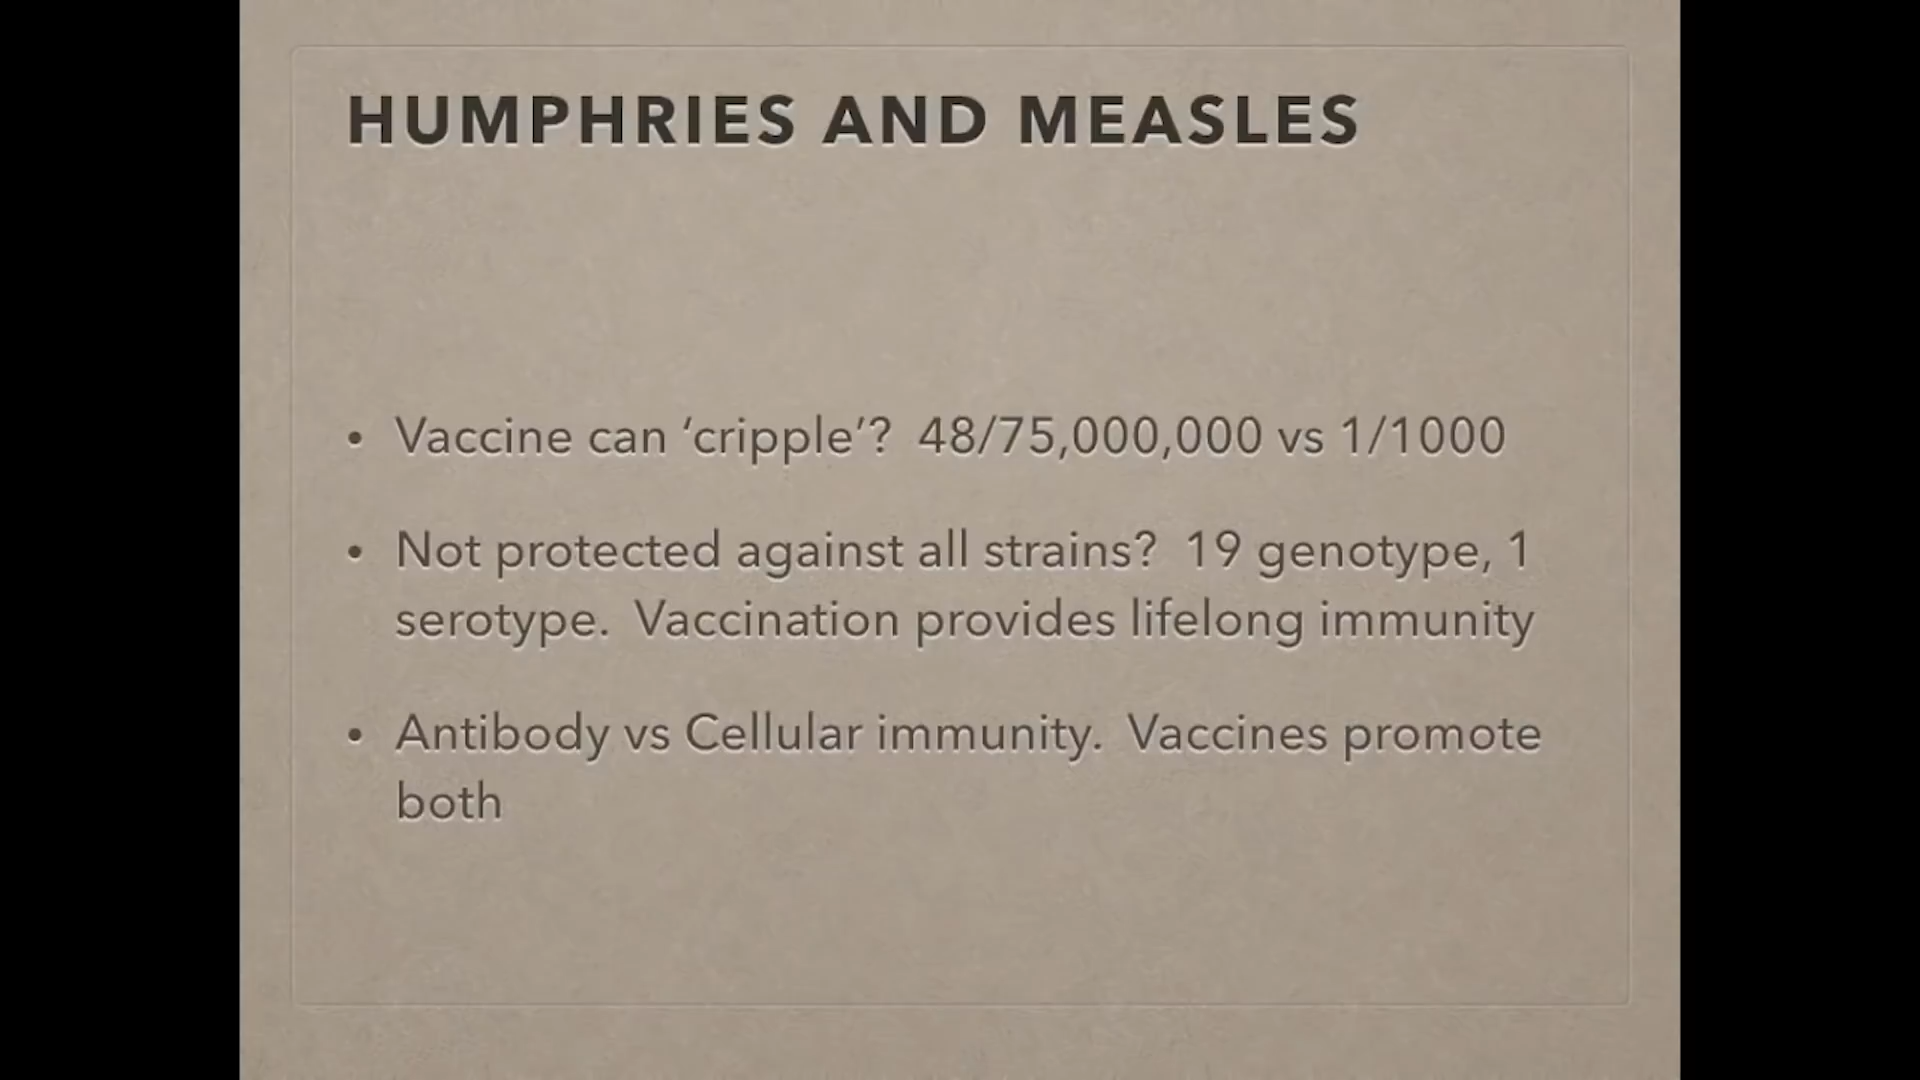 HUMPHRIES AND MEASLES
• Vaccine can ‘cripple’? 48/75,000,000 vs 1/1000
• Not protected against all strains? 19 genotype, 1
serotype. Vaccination provides lifelong immunity
• Antibody vs Cellular immunity. Vaccines promote
both